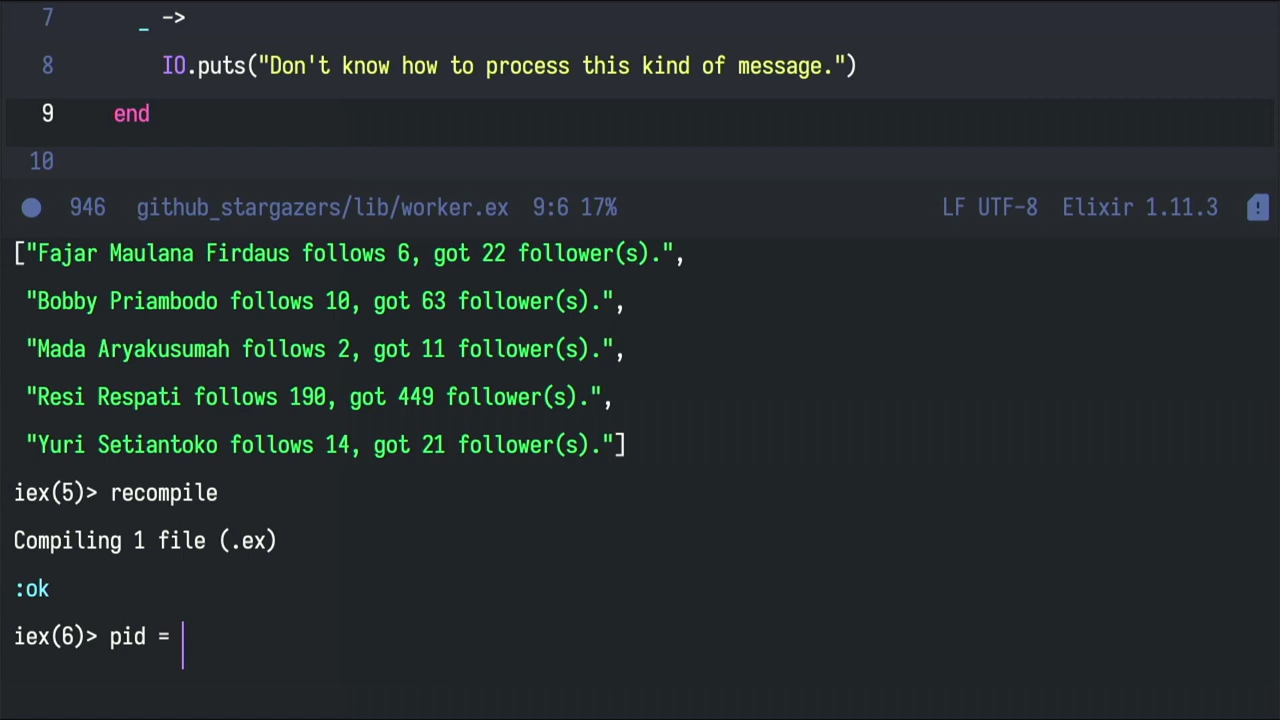 7 _ ->
8 IO.puts("Don't know how to process this kind of message.")
9 end
10
946 github_stargazers/lib/worker.ex 9:6 17% LF UTF-8 Elixir 1.11.3
["Fajar Maulana Firdaus follows 6, got 22 follower(s).",
"Bobby Priambodo follows 10, got 63 follower(s).",
"Mada Aryakusumah follows 2, got 11 follower(s).",
"Resi Respati follows 190, got 449 follower(s).",
"Yuri Setiantoko follows 14, got 21 follower(s)."]
iex(5)> recompile
Compiling 1 file (.ex)
:ok
iex(6)> pid =